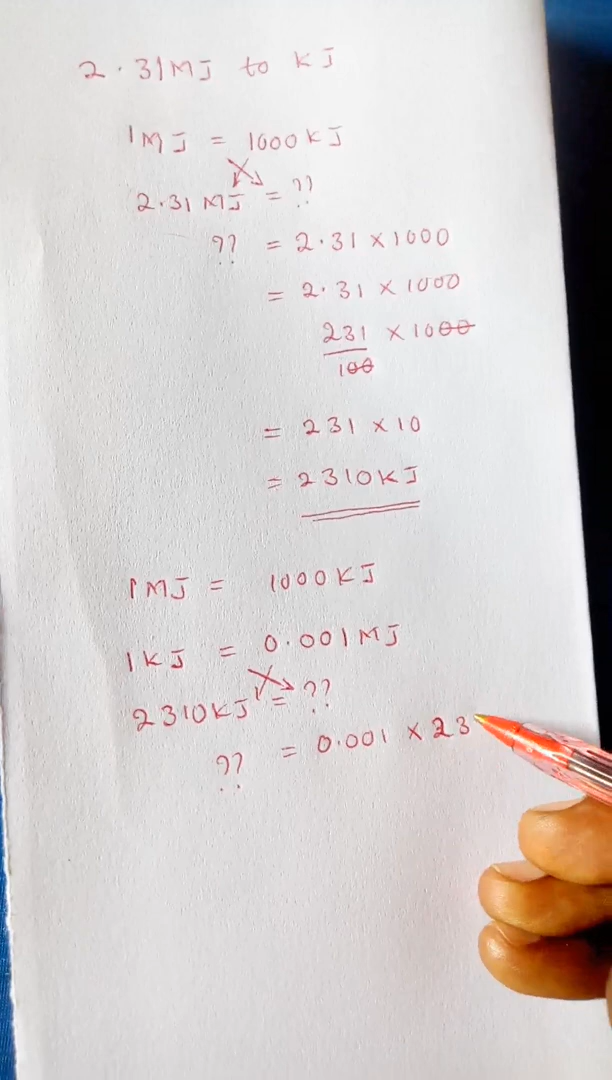 2.31MJ to KJ
1MJ = 1000KJ
2.31MJ = ??
?? = 2.31 × 1000
= 2.31 × 1000
231 × 1000
100
= 231 × 10
= 2310KJ
1MJ = 1000KJ
1KJ = 0.001MJ
2310KJ = ??
?? = 0.001 × 23